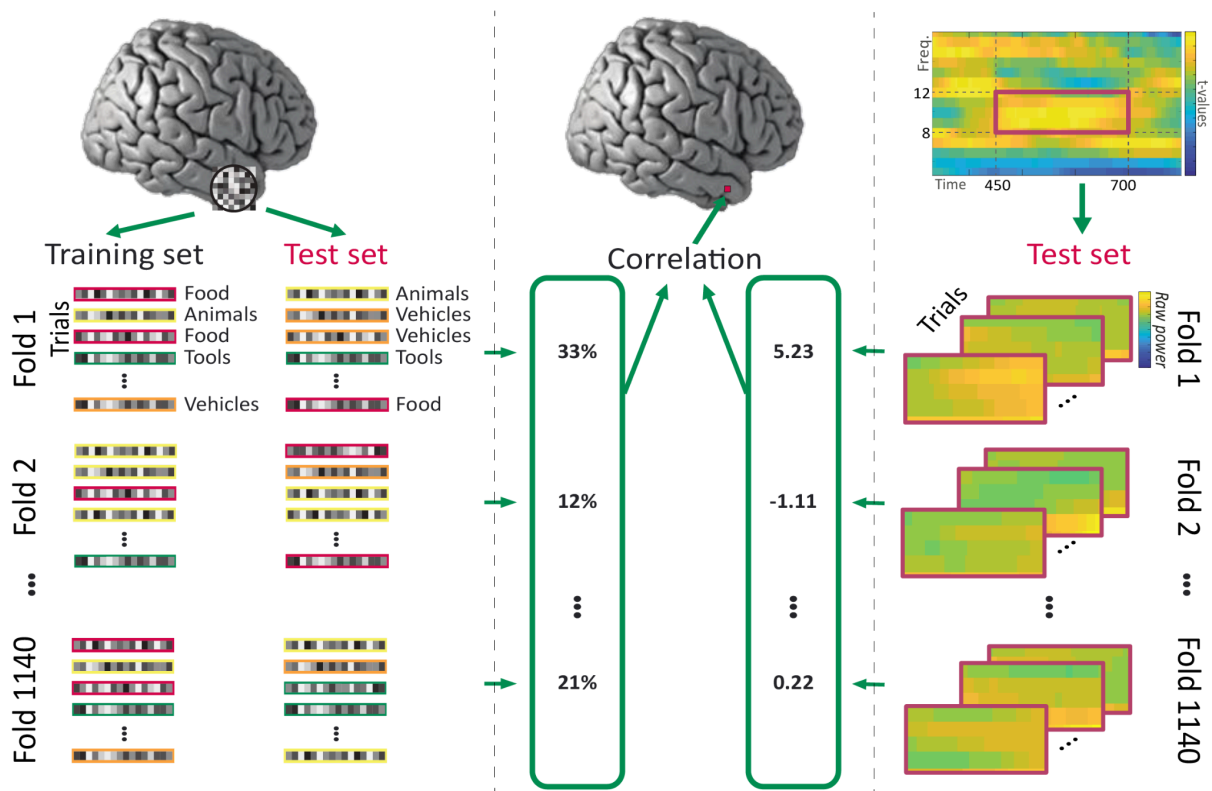 Training set
Test set
Fold 1
Trials
Food
Animals
Food
Tools
...
Vehicles
Animals
Vehicles
Vehicles
Tools
...
Food
Fold 2
...
...
...
Fold 1140
...
...
Correlation
33%
12%
...
21%
5.23
-1.11
...
0.22
Freq.
12
8
Time
450
700
t-values
Test set
Trials
Raw power
...
Fold 1
...
Fold 2
...
...
...
Fold 1140